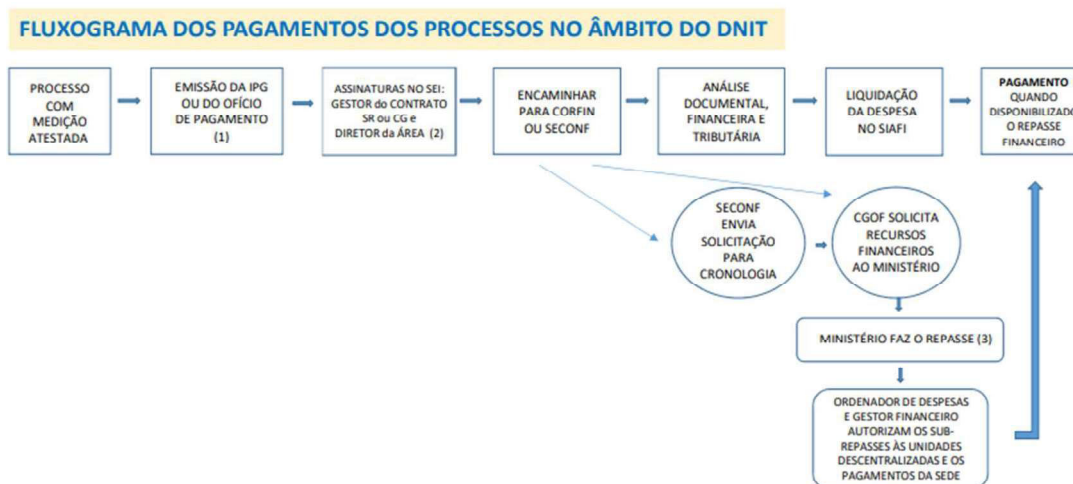 FLUXOGRAMA DOS PAGAMENTOS DOS PROCESSOS NO ÂMBITO DO DNIT
PROCESSO
COM
MEDIÇÃO
ATESTADA
EMISSÃO DA IPG
OU DO OFÍCIO
DE PAGAMENTO
(1)
ASSINATURAS NO SEI:
GESTOR DO CONTRATO
SR OU CG e
DIRETOR da ÁREA (2)
ENCAMINHAR
PARA CORFIN
OU SECONF
ANÁLISE
DOCUMENTAL,
FINANCEIRA E
TRIBUTÁRIA
LIQUIDAÇÃO
DA DESPESA
NO SIAFI
PAGAMENTO
QUANDO
DISPONIBILIZADO
O REPASSE
FINANCEIRO
SECONF
ENVIA
SOLICITAÇÃO
PARA
CRONOLOGIA
CGOF SOLICITA
RECURSOS
FINANCEIROS
AO MINISTÉRIO
MINISTÉRIO FAZ O REPASSE (3)
ORDENADOR DE DESPESAS
E GESTOR FINANCEIRO
AUTORIZAM OS SUB-
REPASSES ÀS UNIDADES
DESCENTRALIZADAS E OS
PAGAMENTOS DA SEDE